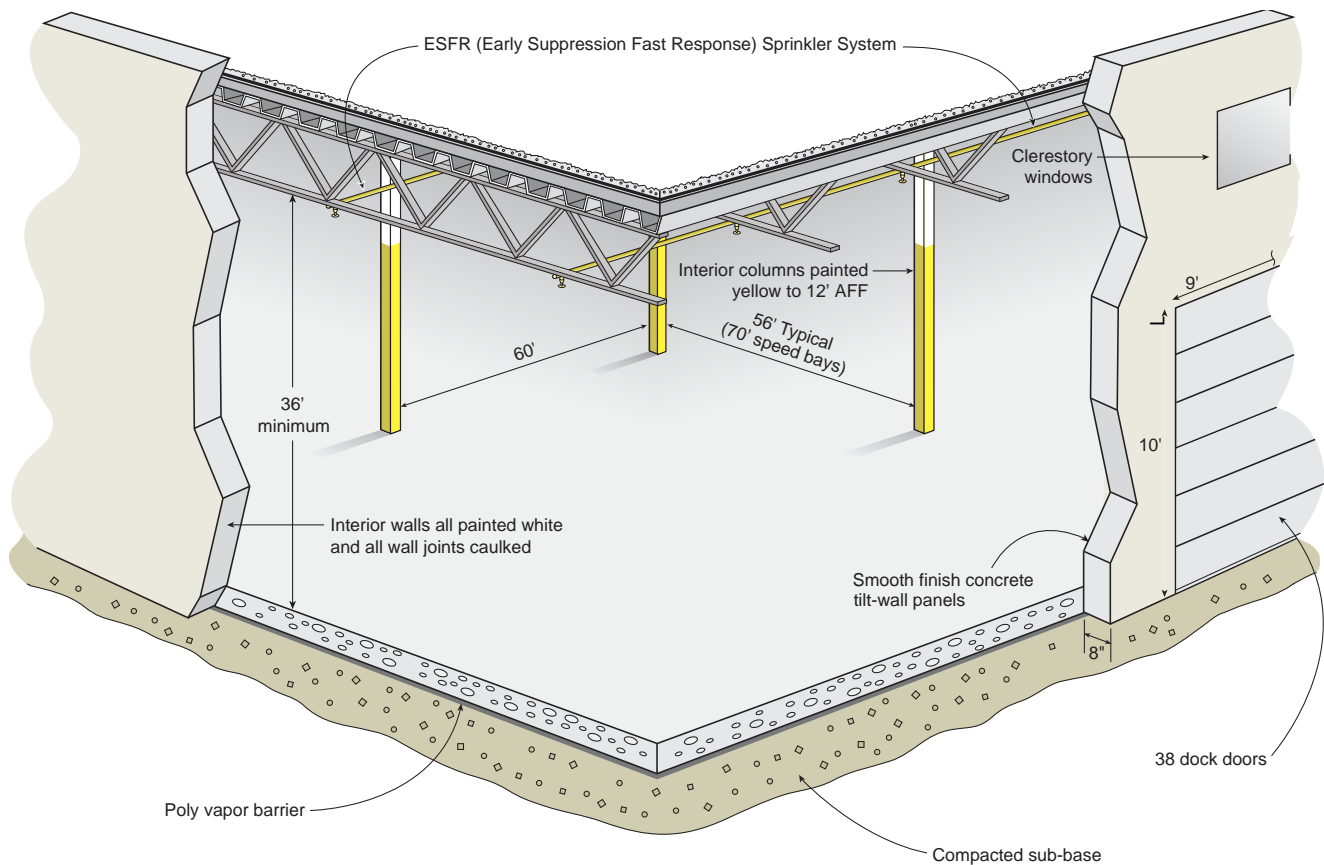 ESFR (Early Suppression Fast Response) Sprinkler System
Clerestory
windows
Interior columns painted
yellow to 12' AFF
9'
56' Typical
(70' speed bays)
60'
36'
minimum
10'
Interior walls all painted white
and all wall joints caulked
Smooth finish concrete
tilt-wall panels
8"
38 dock doors
Poly vapor barrier
Compacted sub-base